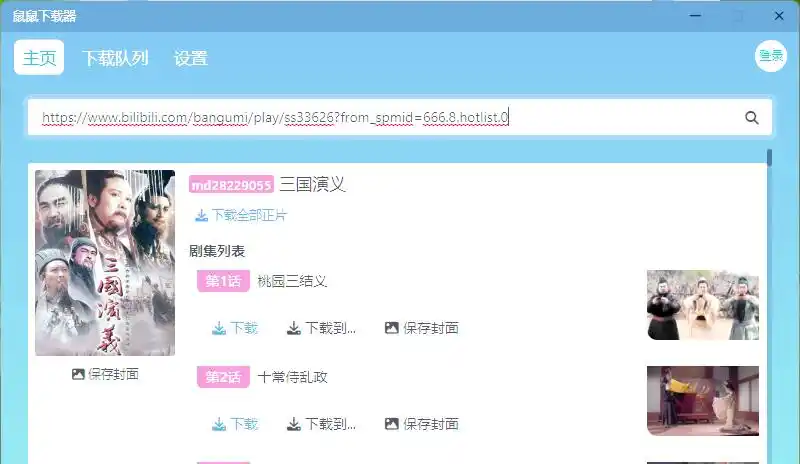 鼠鼠下载器
主页 下载队列 设置 登录
https://www.bilibili.com/bangumi/play/ss33626?from_spmid=666.8.hotlist.0
md28229055 三国演义
下载全部正片
三國演義
剧集列表
第1话 桃园三结义
下载 下载到... 保存封面
保存封面
第2话 十常侍乱政
下载 下载到... 保存封面